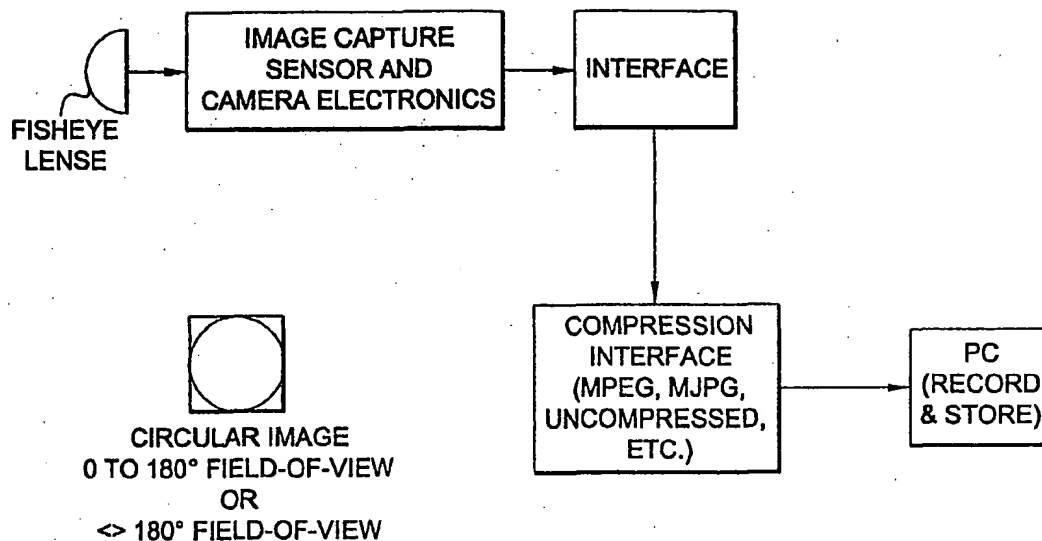 IMAGE CAPTURE
SENSOR AND
CAMERA ELECTRONICS
INTERFACE
FISHEYE
LENSE
COMPRESSION
INTERFACE
(MPEG, MJPG,
UNCOMPRESSED,
ETC.)
PC
(RECORD
& STORE)
CIRCULAR IMAGE
0 TO 180° FIELD-OF-VIEW
OR
<> 180° FIELD-OF-VIEW